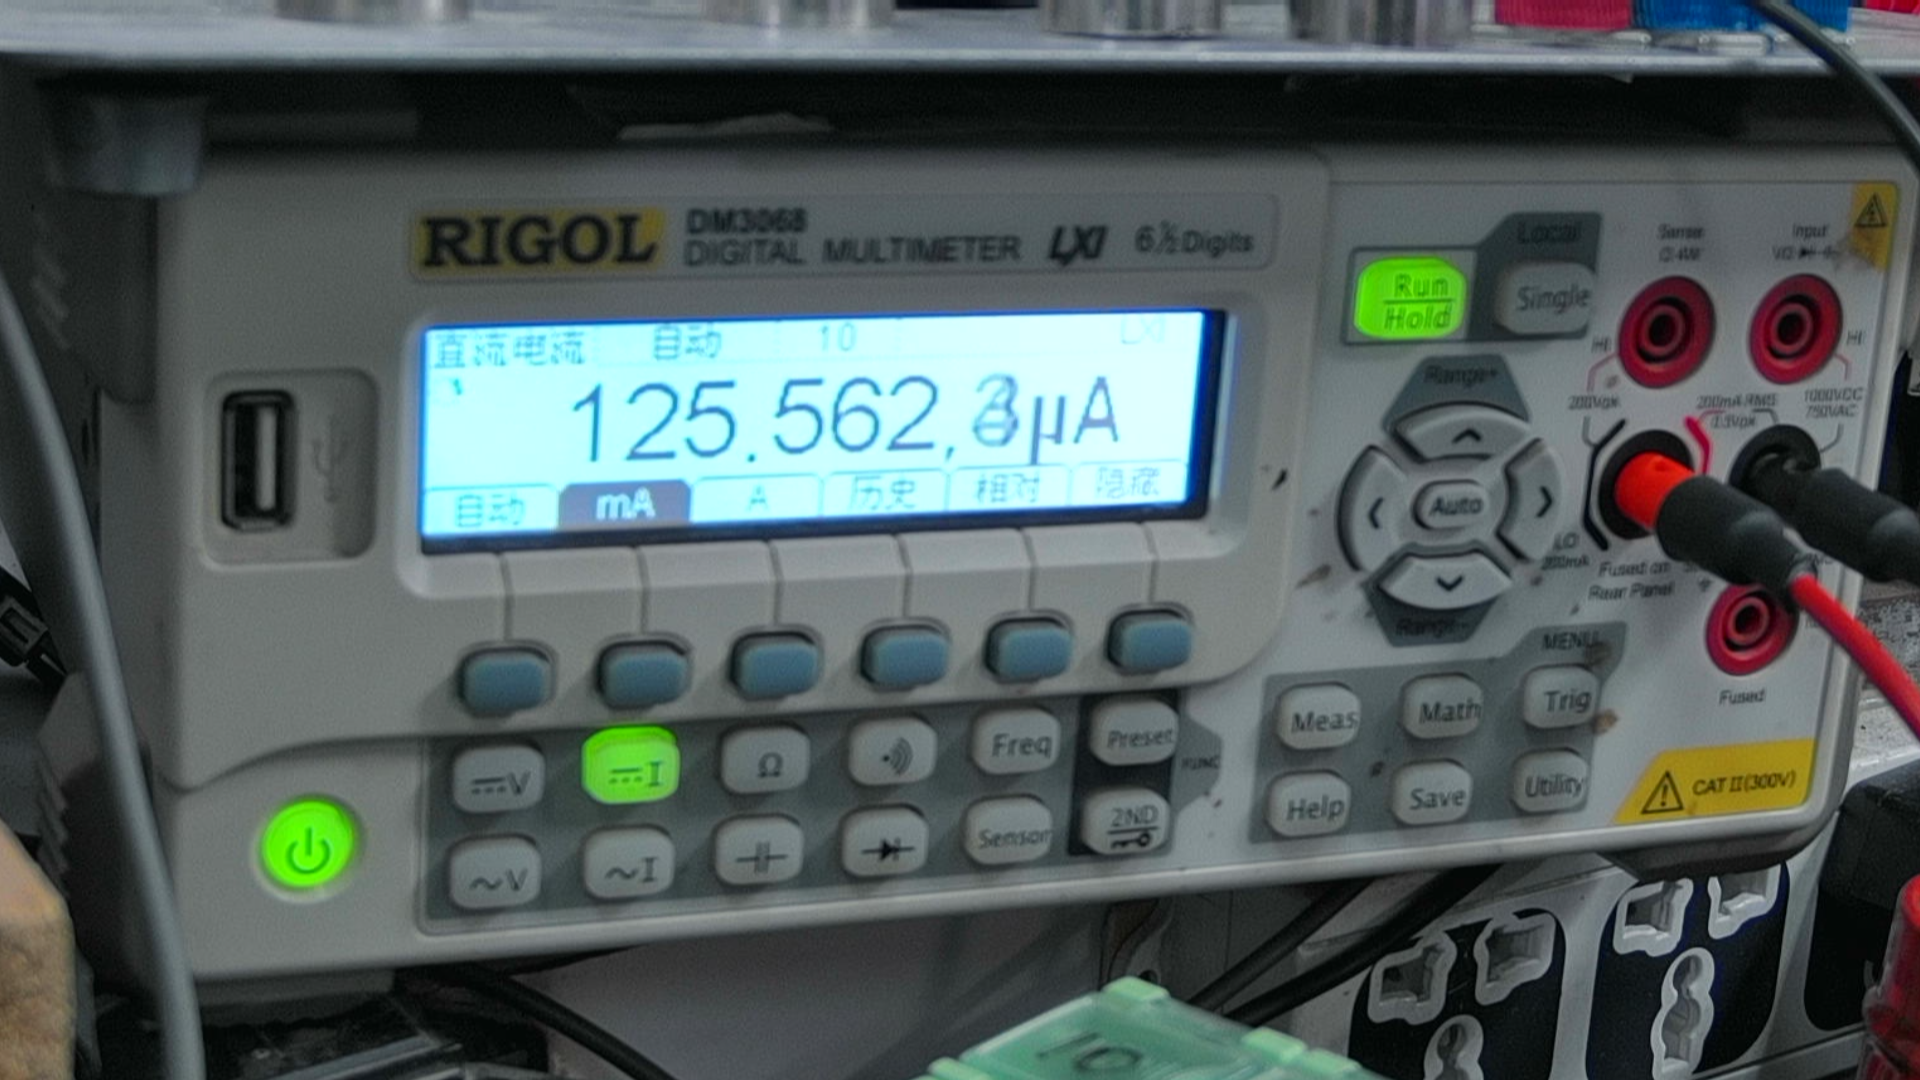 RIGOL
DM3068
DIGITAL MULTIMETER LXI 6½ Digits
直流电流 自动 10 LXI
125.562, μA
自动 mA A 历史 相对 隐藏
Run Hold
Local
Single
Range+
Auto
Range-
Sense
Input
HI
HI
200Vpk
200mA RMS
1000VDC
750VAC
LO
200mA
Fused on
Rear Panel
Fused
CAT II(300V)
V I Ω Freq Preset
FUNC
~V ~I Sensor 2ND
MENU
Meas Math Trig
Help Save Utility
10